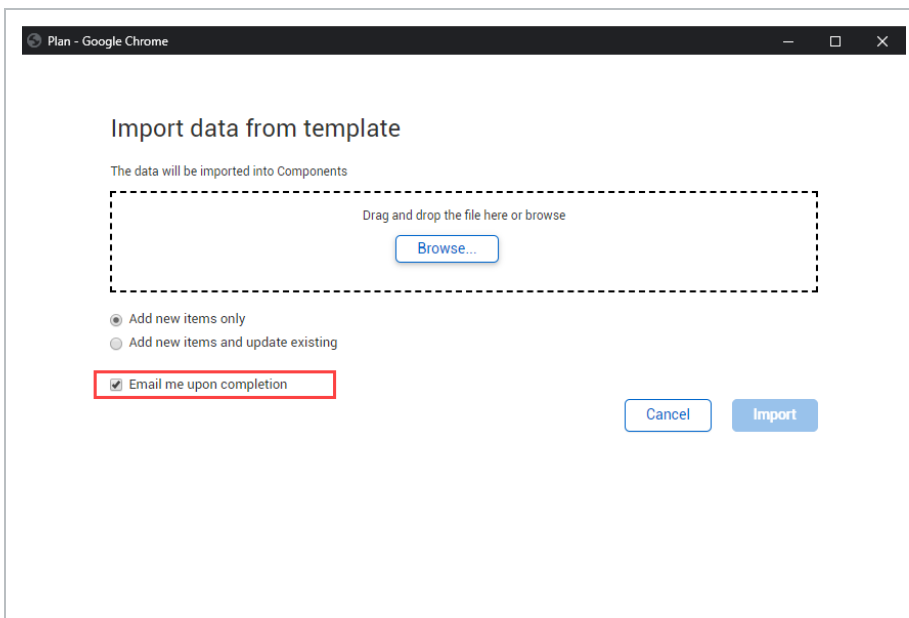 Plan - Google Chrome
Import data from template
The data will be imported into Components
Drag and drop the file here or browse
Browse...
Add new items only
Add new items and update existing
Email me upon completion
Cancel
Import